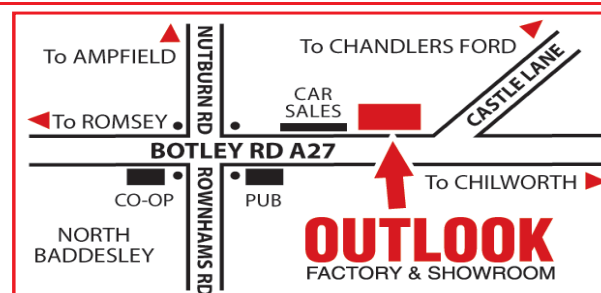 To AMPFIELD
NUTBURN RD
To CHANDLERS FORD
CASTLE LANE
CAR
SALES
To ROMSEY
BOTLEY RD A27
To CHILWORTH
CO-OP
ROWNHAMS RD
PUB
NORTH
BADDESLEY
OUTLOOK
FACTORY & SHOWROOM